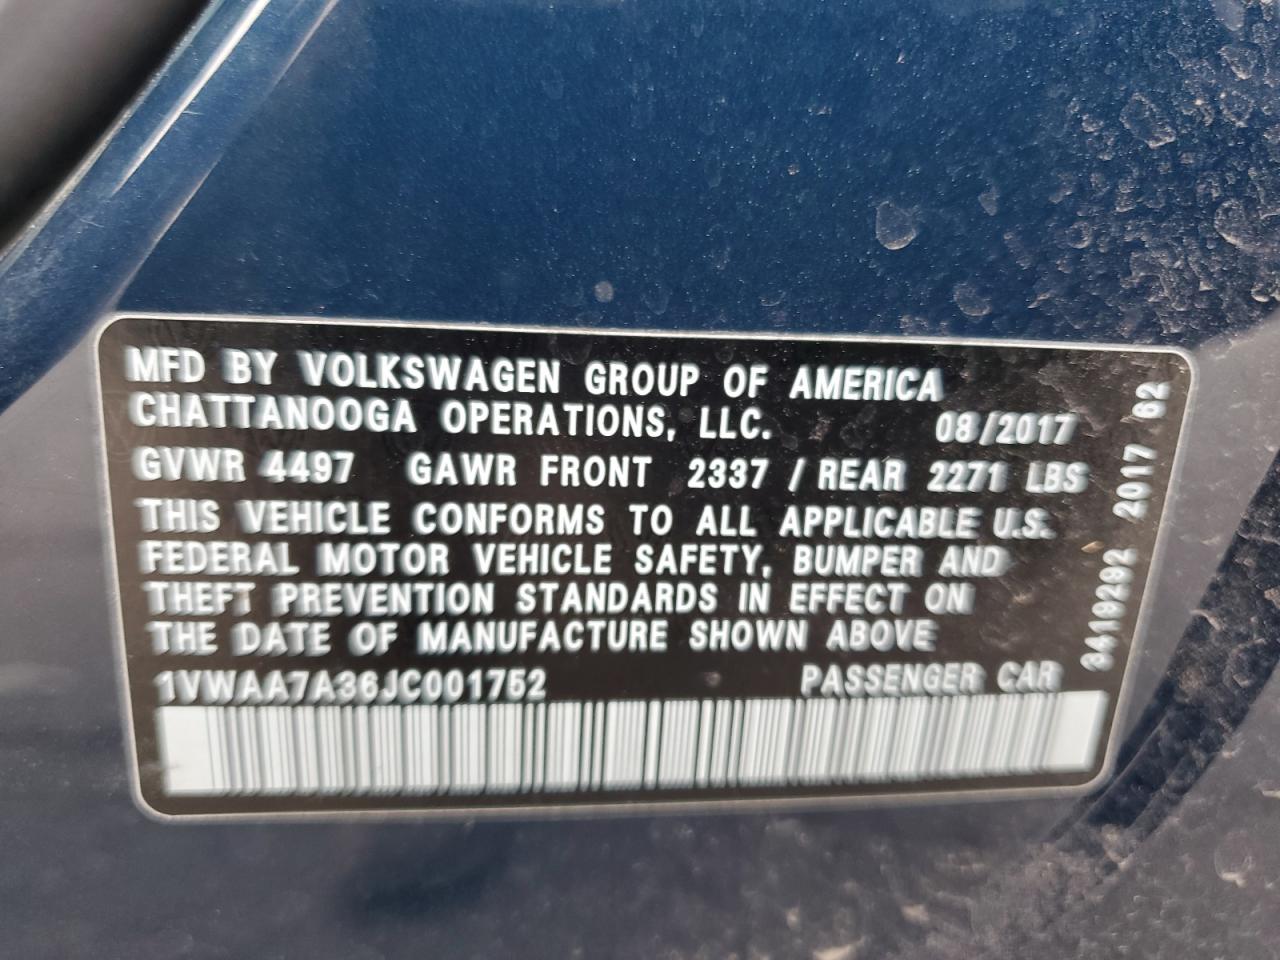 MFD BY VOLKSWAGEN GROUP OF AMERICA
CHATTANOOGA OPERATIONS, LLC. 08/2017
GVWR 4497 GAWR FRONT 2337 / REAR 2271 LBS
THIS VEHICLE CONFORMS TO ALL APPLICABLE U.S.
FEDERAL MOTOR VEHICLE SAFETY, BUMPER AND
THEFT PREVENTION STANDARDS IN EFFECT ON
THE DATE OF MANUFACTURE SHOWN ABOVE
1VWAA7A36JC001752 PASSENGER CAR
3419292 2017 62